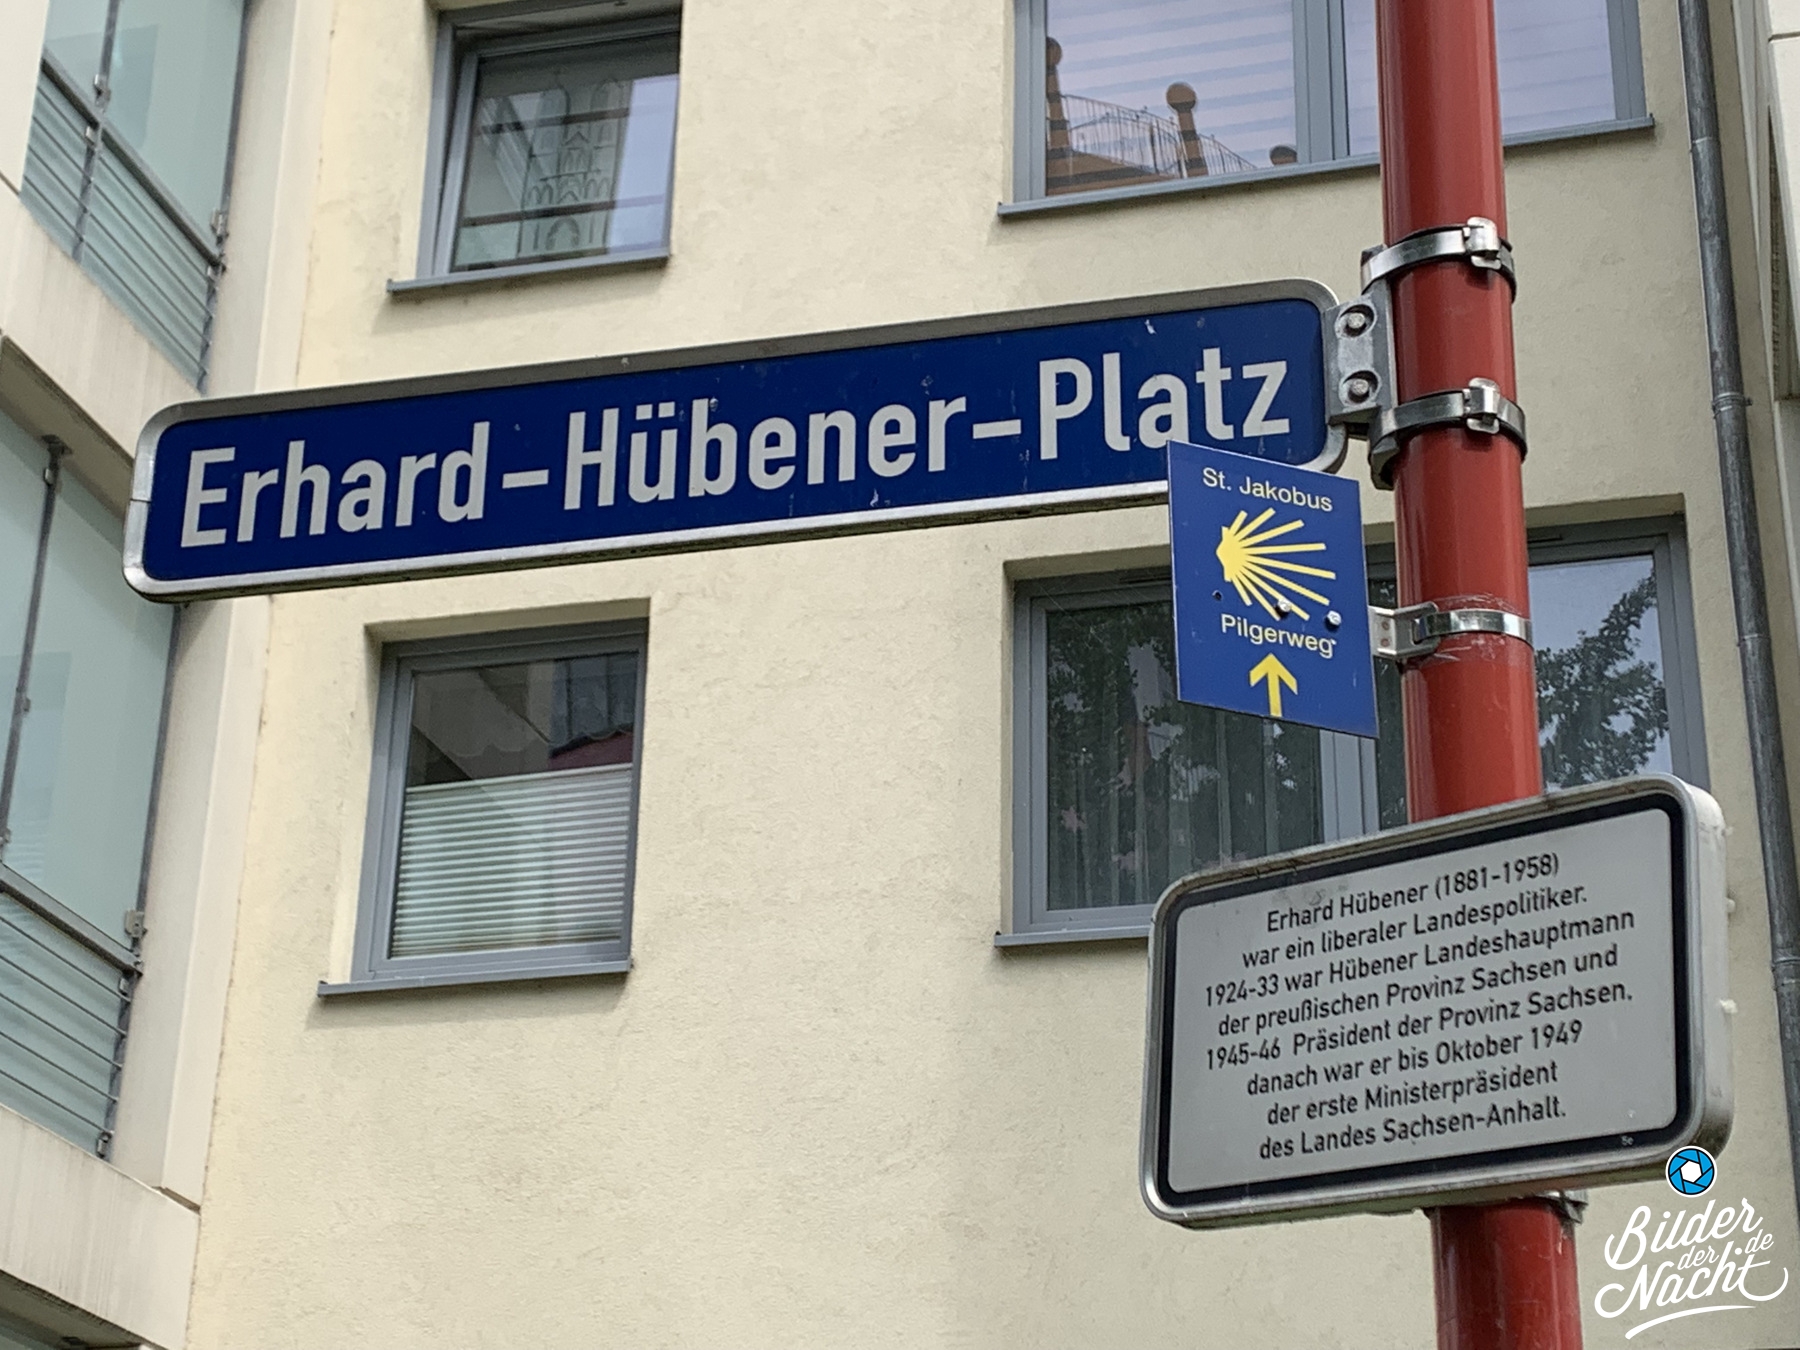 Erhard-Hübener-Platz
St. Jakobus
Pilgerweg
Erhard Hübener (1881-1958)
war ein liberaler Landespolitiker.
1924-33 war Hübener Landeshauptmann
der preußischen Provinz Sachsen und
1945-46 Präsident der Provinz Sachsen,
danach war er bis Oktober 1949
der erste Ministerpräsident
des Landes Sachsen-Anhalt.
Bilder
der .de
Nacht